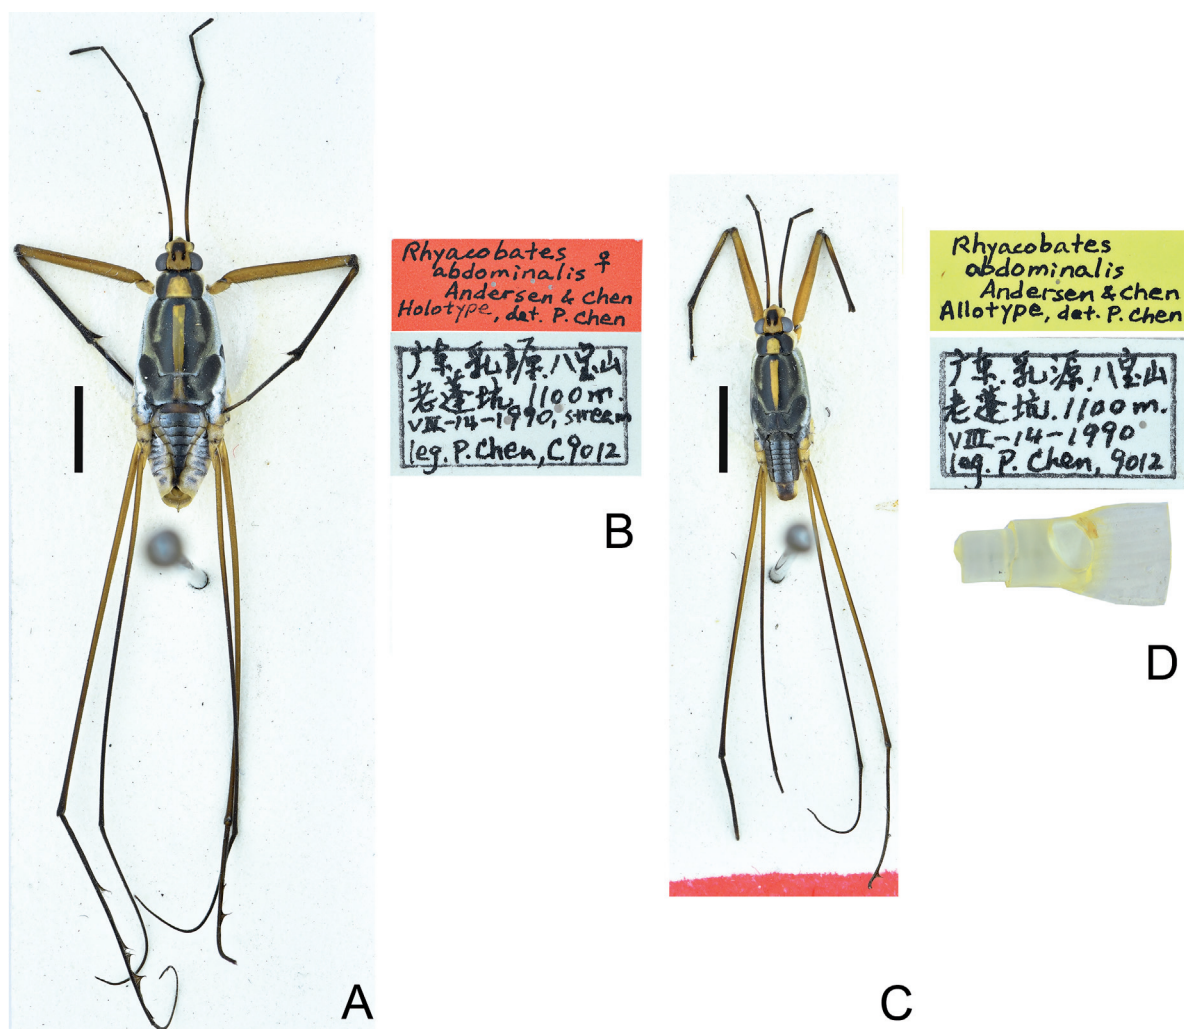 Rhyacobates ♀
abdominalis
Andersen & Chen
Holotype, det. P. Chen
广东.乳源.八宝山
老蓬坑.1100m.
VIII-14-1990, stream
leg. P. Chen, C9012
B
A
Rhyacobates
abdominalis
Andersen & Chen
Allotype, det. P. Chen
广东.乳源.八宝山
老蓬坑.1100m.
VIII-14-1990
leg. P. Chen, 9012
D
C